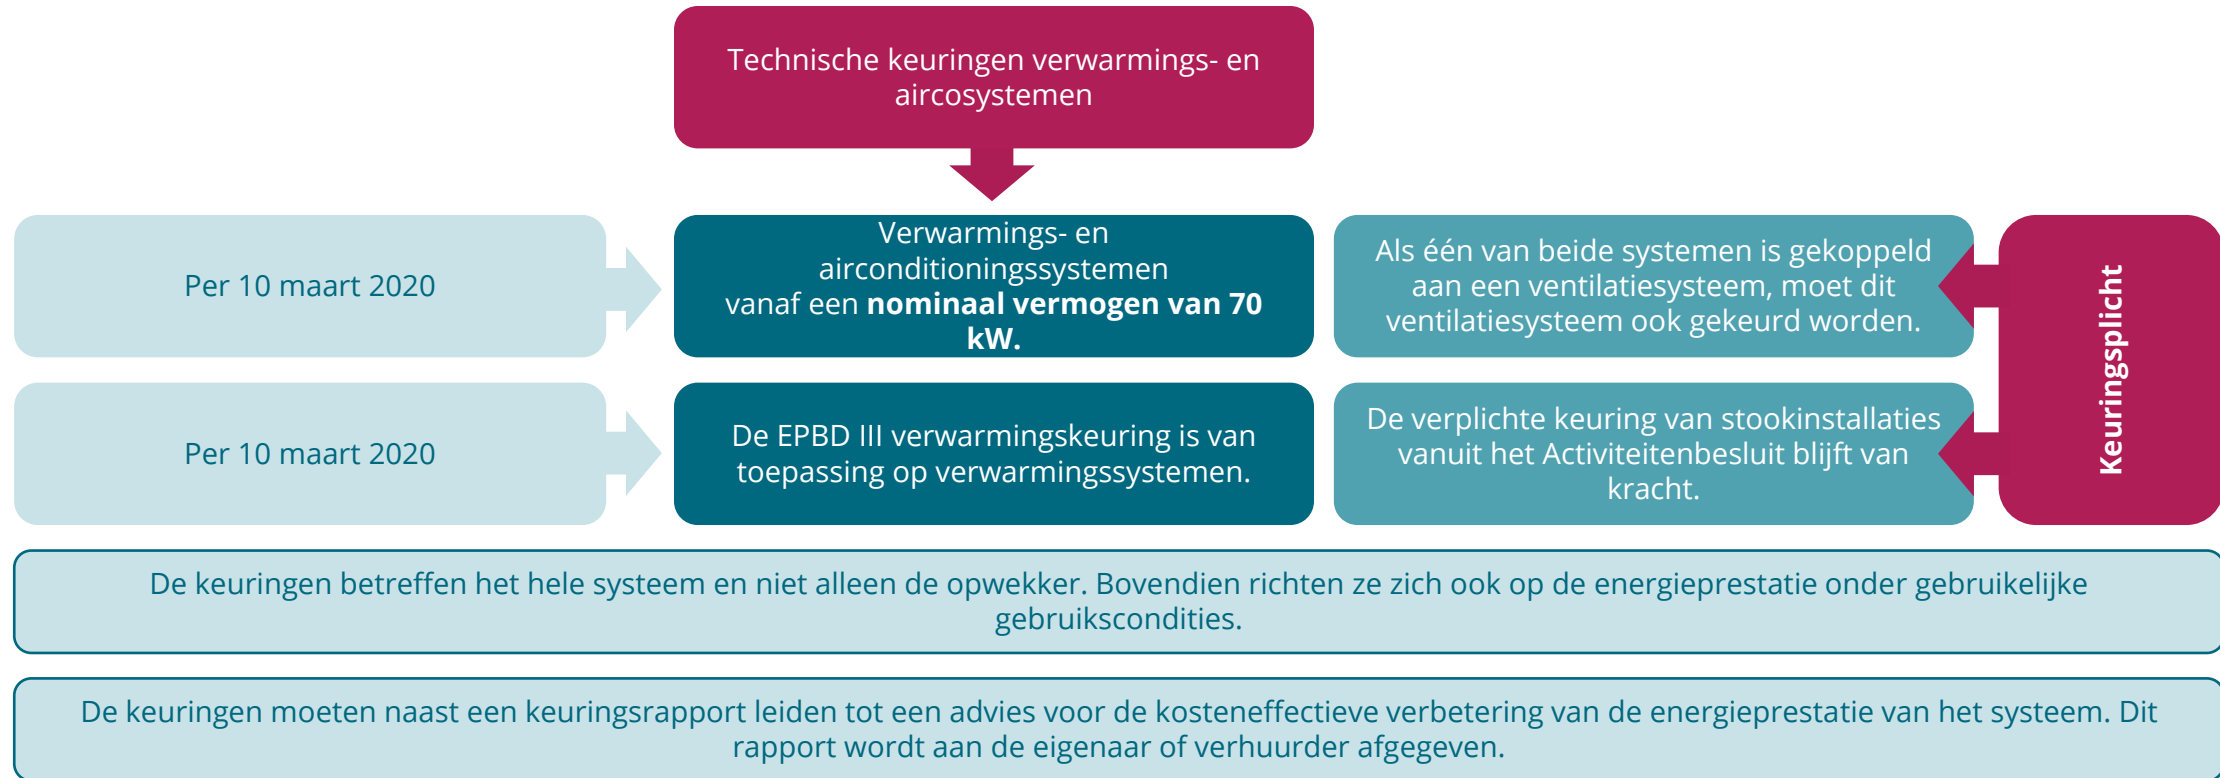 Technische keuringen verwarmings- en
aircosystemen
Per 10 maart 2020
Verwarmings- en
airconditioningssystemen
vanaf een nominaal vermogen van 70
kW.
Als één van beide systemen is gekoppeld
aan een ventilatiesysteem, moet dit
ventilatiesysteem ook gekeurd worden.
Keuringsplicht
Per 10 maart 2020
De EPBD III verwarmingskeuring is van
toepassing op verwarmingssystemen.
De verplichte keuring van stookinstallaties
vanuit het Activiteitenbesluit blijft van
kracht.
De keuringen betreffen het hele systeem en niet alleen de opwekker. Bovendien richten ze zich ook op de energieprestatie onder gebruikelijke
gebruikscondities.
De keuringen moeten naast een keuringsrapport leiden tot een advies voor de kosteneffectieve verbetering van de energieprestatie van het systeem. Dit
rapport wordt aan de eigenaar of verhuurder afgegeven.